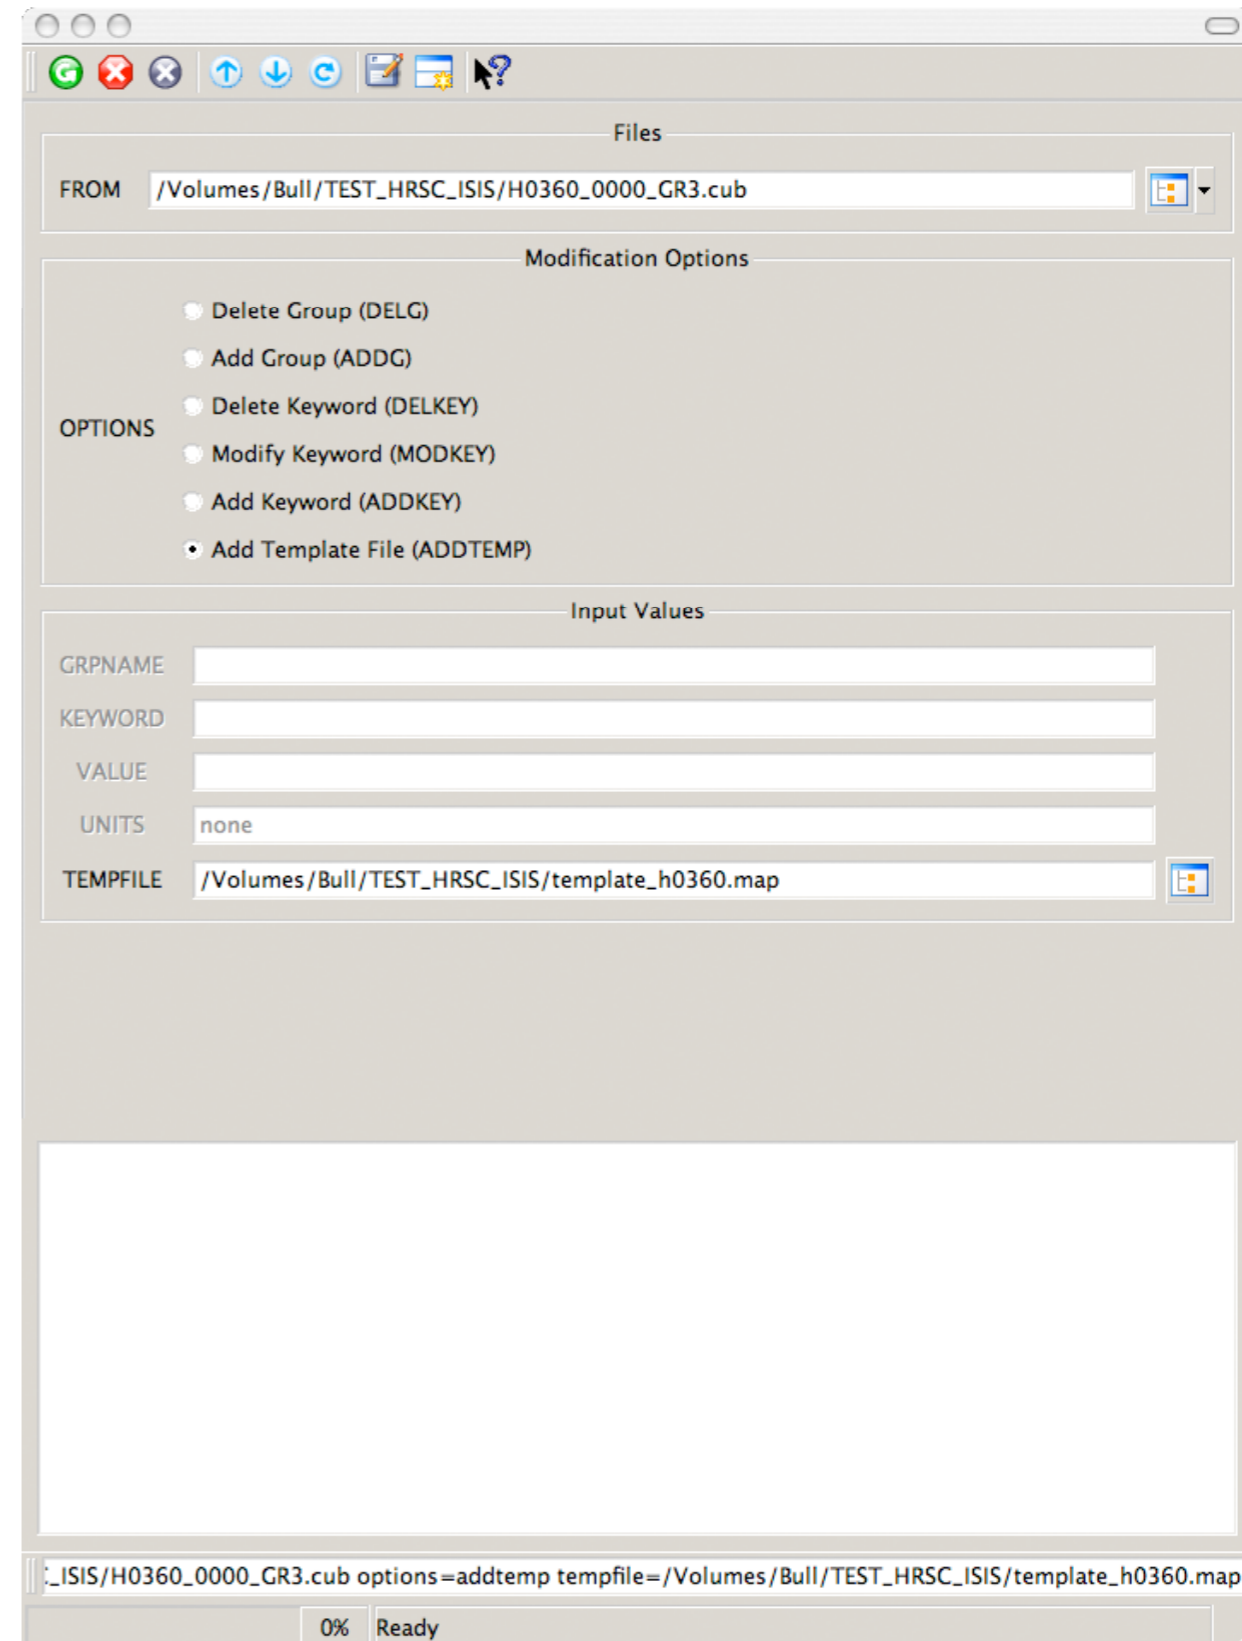 Files
FROM /Volumes/Bull/TEST_HRSC_ISIS/H0360_0000_GR3.cub
Modification Options
Delete Group (DELG)
Add Group (ADDG)
Delete Keyword (DELKEY)
OPTIONS
Modify Keyword (MODKEY)
Add Keyword (ADDKEY)
Add Template File (ADDTEMP)
Input Values
GRPNAME
KEYWORD
VALUE
UNITS none
TEMPFILE /Volumes/Bull/TEST_HRSC_ISIS/template_h0360.map
_ISIS/H0360_0000_GR3.cub options=addtemp tempfile=/Volumes/Bull/TEST_HRSC_ISIS/template_h0360.map
0% Ready